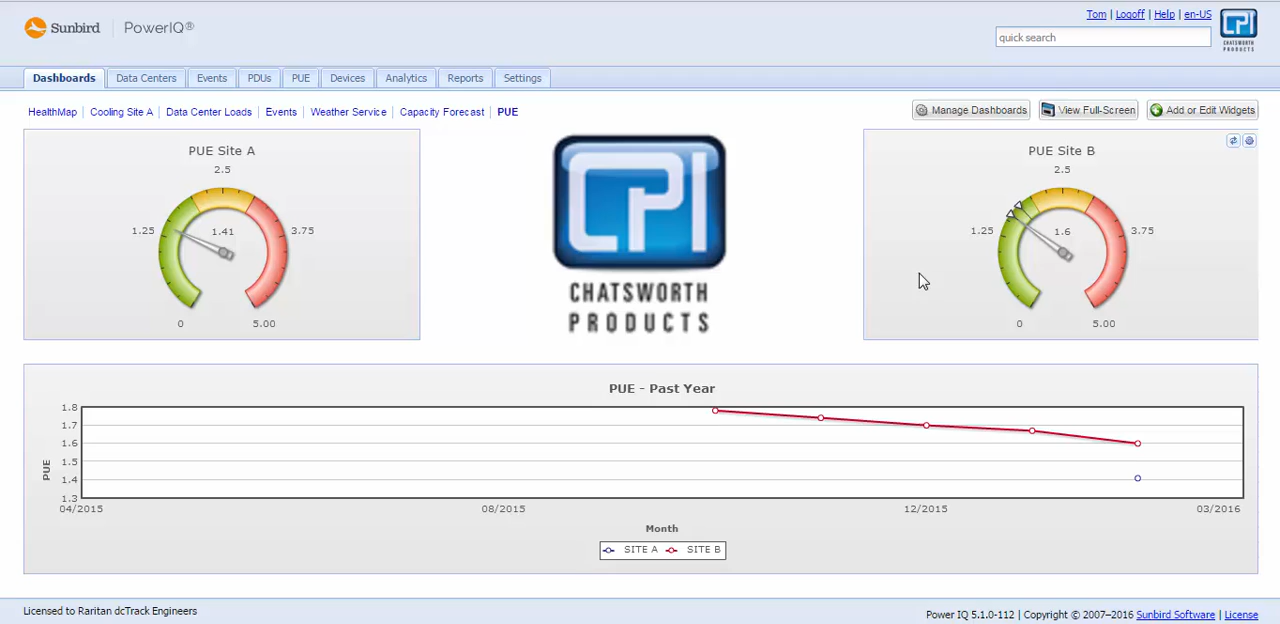 Sunbird PowerIQ®
Tom | Logoff | Help | en-US
quick search
CPI
CHATSWORTH
PRODUCTS
Dashboards Data Centers Events PDUs PUE Devices Analytics Reports Settings
HealthMap Cooling Site A Data Center Loads Events Weather Service Capacity Forecast PUE
Manage Dashboards View Full-Screen Add or Edit Widgets
PUE Site A
2.5
1.25 1.41 3.75
0 5.00
CPI
CHATSWORTH
PRODUCTS
PUE Site B
2.5
1.25 1.6 3.75
0 5.00
PUE - Past Year
1.8
1.7
1.6
1.5
1.4
1.3
PUE
04/2015 08/2015 12/2015 03/2016
Month
SITE A SITE B
Licensed to Raritan dcTrack Engineers
Power IQ 5.1.0-112 | Copyright © 2007–2016 Sunbird Software | License